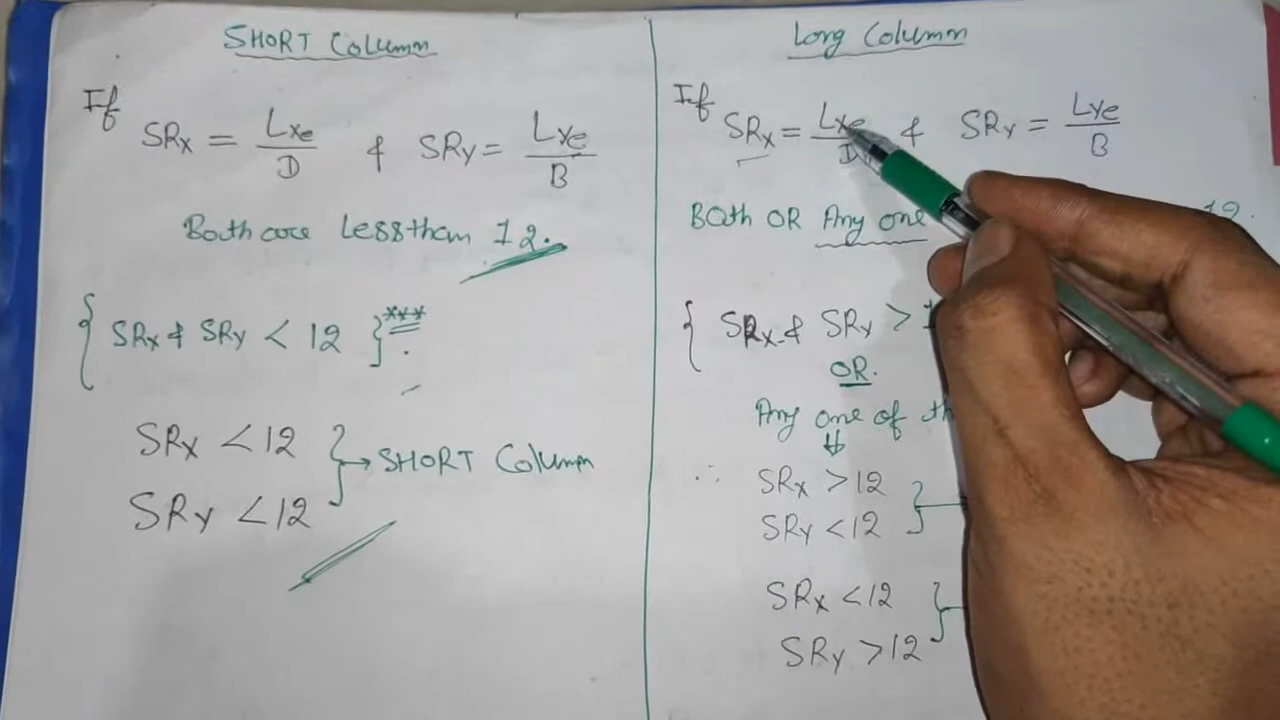 SHORT Column
If
SRx = Lxe / D & SRy = Lye / B
Both are Less than 12.
{ SRx & SRy < 12 } ***
SRx < 12
SRy < 12 } → SHORT Column
Long Column
If
SRx = Lxe / D & SRy = Lye / B
Both OR Any one 12.
{ SRx & SRy >
OR.
Any one of
∴ SRx > 12
SRy < 12 }
SRx < 12
SRy > 12 }